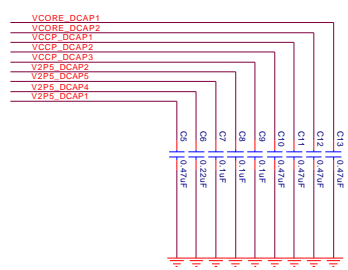 VCORE_DCAP1
VCORE_DCAP2
VCCP_DCAP1
VCCP_DCAP2
VCCP_DCAP3
V2P5_DCAP2
V2P5_DCAP5
V2P5_DCAP4
V2P5_DCAP1
C5
0.47uF
C6
0.22uF
C7
0.1uF
C8
0.1uF
C9
0.1uF
C10
0.47uF
C11
0.47uF
C12
0.47uF
C13
0.47uF